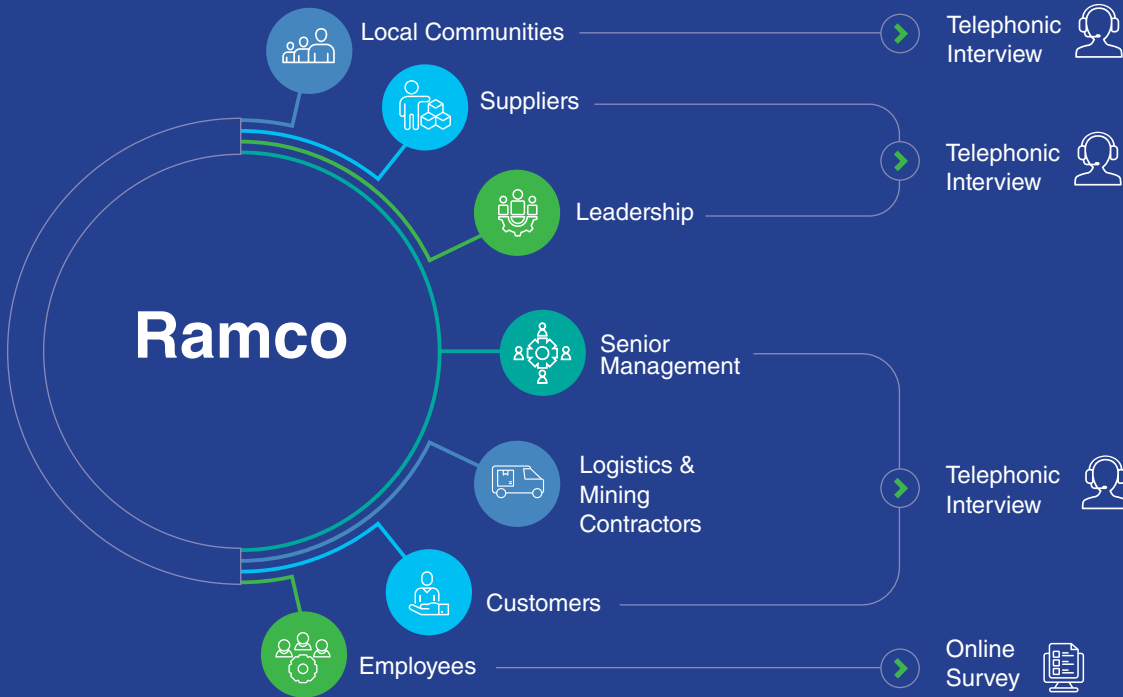 Local Communities
Telephonic
Interview
Suppliers
Telephonic
Interview
Leadership
Ramco
Senior
Management
Logistics &
Mining
Contractors
Telephonic
Interview
Customers
Employees
Online
Survey